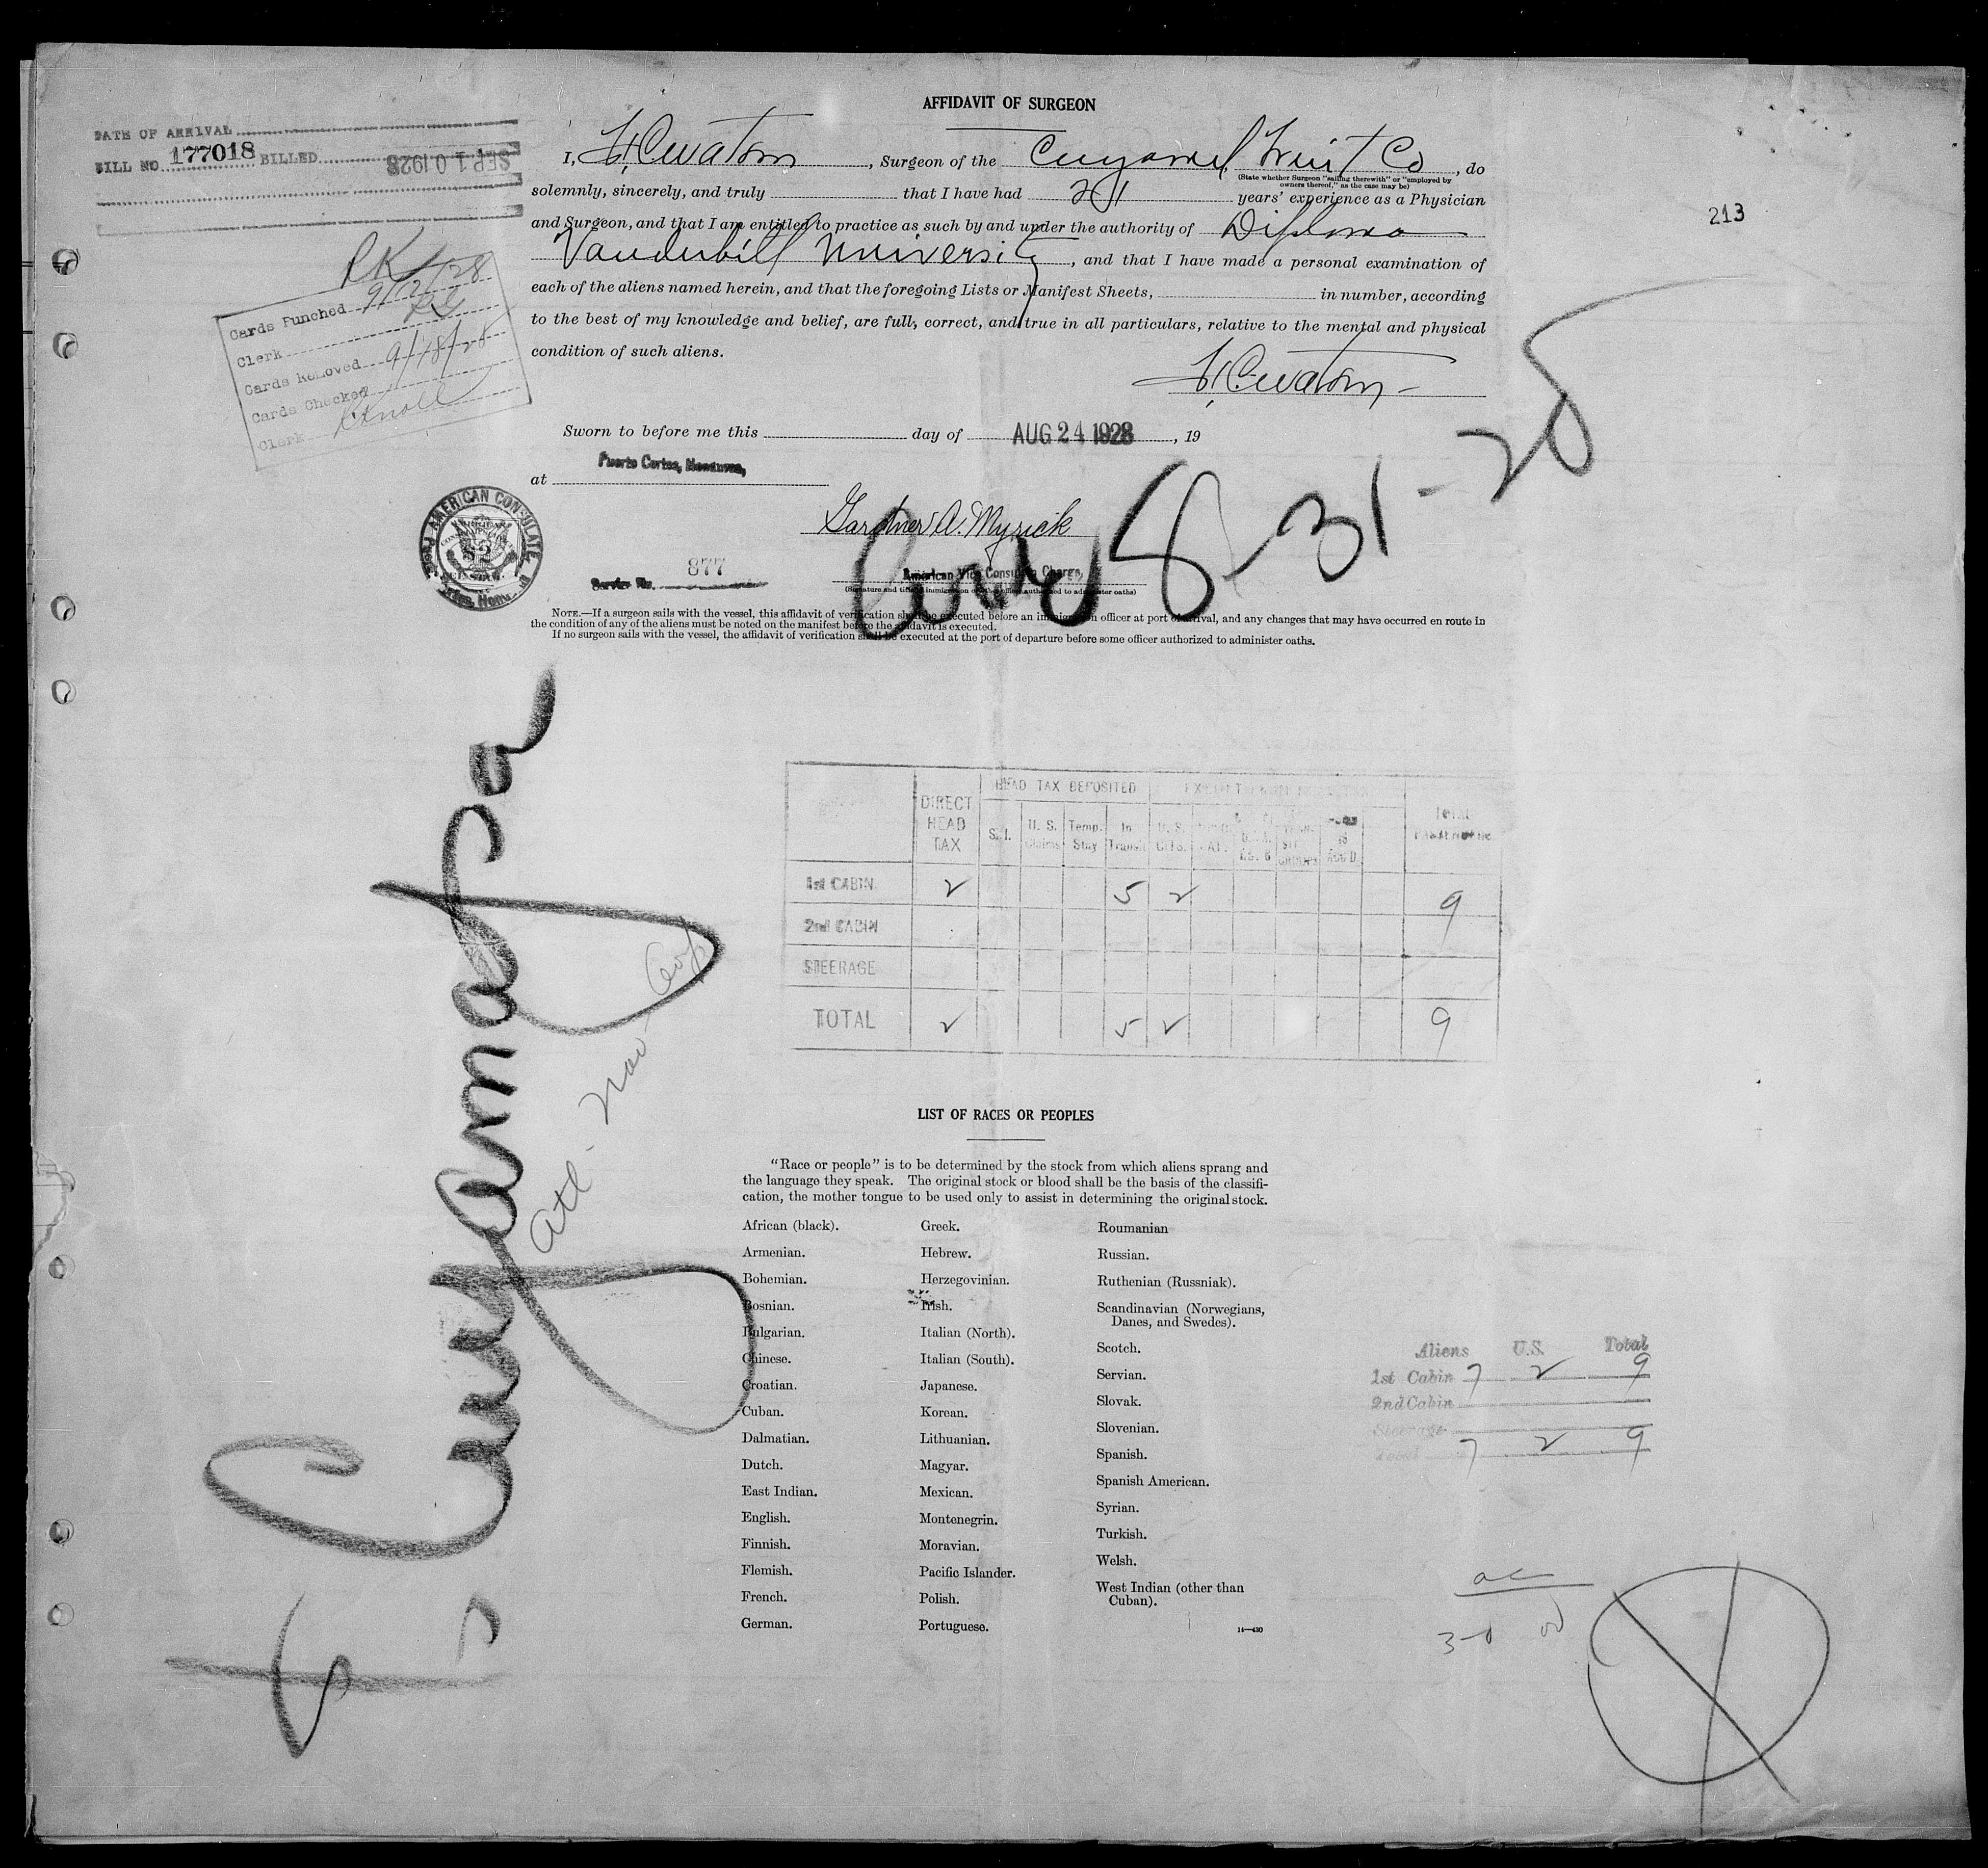 AFFIDAVIT OF SURGEON
DATE OF ARRIVAL
BILL NO. 177018 BILLED SEP 10 1928
I, Watson, Surgeon of the Cuyamel Fruit Co, do
(State whether Surgeon "sailing therewith" or "employed by
owners thereof," as the case may be)
solemnly, sincerely, and truly that I have had 21 years' experience as a Physician
and Surgeon, and that I am entitled to practice as such by and under the authority of Diploma
Vanderbilt University, and that I have made a personal examination of
each of the aliens named herein, and that the foregoing Lists or Manifest Sheets, in number, according
to the best of my knowledge and belief, are full, correct, and true in all particulars, relative to the mental and physical
condition of such aliens.
Watson
213
Cards Punched 9/12/28
Clerk
Cards Removed 9/18/28
Cards Checked
Clerk Knoll
Sworn to before me this day of AUG 24 1928, 19
at Puerto Cortes, Honduras,
AMERICAN CONSULATE
Gardner A. Myrick
Service No. 877
American Vice Consul in Charge,
(Signature and title of immigration or other officer authorized to administer oaths)
8-31-28
NOTE.—If a surgeon sails with the vessel, this affidavit of verification shall be executed before an immigration officer at port of arrival, and any changes that may have occurred en route in
the condition of any of the aliens must be noted on the manifest before the affidavit is executed.
If no surgeon sails with the vessel, the affidavit of verification shall be executed at the port of departure before some officer authorized to administer oaths.
Cuyamapa
Atl- Nav- Corp
DIRECT HEAD TAX
HEAD TAX DEPOSITED
U. S. Claims
Temp. Stay
In Transit
U. S. CITS.
TOTAL
1st CABIN 2 5 2 9
2nd CABIN
STEERAGE
TOTAL 2 5 2 9
LIST OF RACES OR PEOPLES
"Race or people" is to be determined by the stock from which aliens sprang and
the language they speak. The original stock or blood shall be the basis of the classifi-
cation, the mother tongue to be used only to assist in determining the original stock.
African (black).
Armenian.
Bohemian.
Bosnian.
Bulgarian.
Chinese.
Croatian.
Cuban.
Dalmatian.
Dutch.
East Indian.
English.
Finnish.
Flemish.
French.
German.
Greek.
Hebrew.
Herzegovinian.
Irish.
Italian (North).
Italian (South).
Japanese.
Korean.
Lithuanian.
Magyar.
Mexican.
Montenegrin.
Moravian.
Pacific Islander.
Polish.
Portuguese.
Roumanian
Russian.
Ruthenian (Russniak).
Scandinavian (Norwegians,
Danes, and Swedes).
Scotch.
Servian.
Slovak.
Slovenian.
Spanish.
Spanish American.
Syrian.
Turkish.
Welsh.
West Indian (other than
Cuban).
14—430
Aliens U.S. Total
1st Cabin 7 2 9
2nd Cabin
Steerage
Total 7 2 9